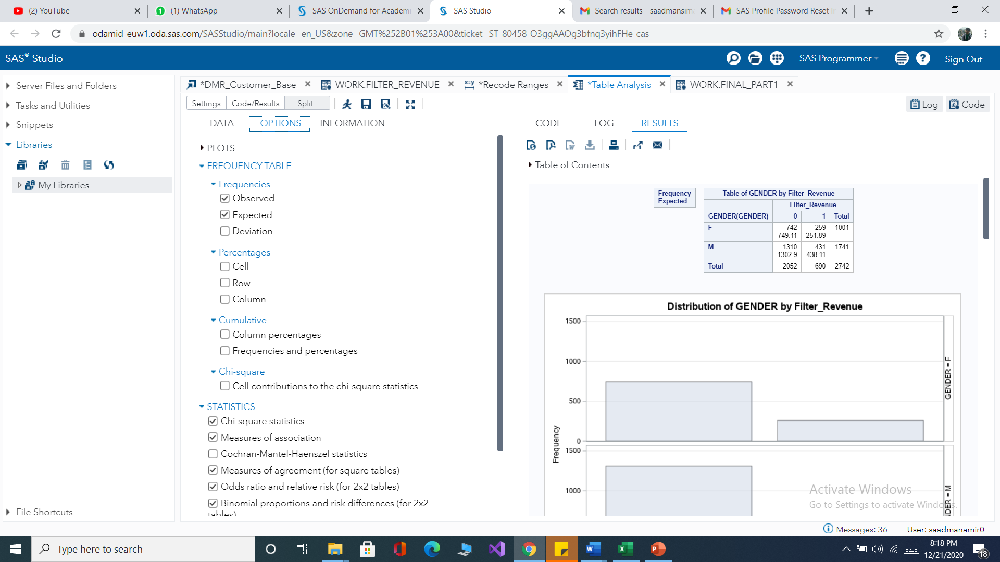 (2) YouTube
(1) WhatsApp
SAS OnDemand for Academi
SAS Studio
Search results - saadmansim
SAS Profile Password Reset I
odamid-euw1.oda.sas.com/SASStudio/main?locale=en_US&zone=GMT%252B01%253A00&ticket=ST-80458-O3ggAAOg3bfnq3yihFHe-cas
SAS® Studio
SAS Programmer
Sign Out
Server Files and Folders
Tasks and Utilities
Snippets
Libraries
My Libraries
File Shortcuts
*DMR_Customer_Base
WORK.FILTER_REVENUE
*Recode Ranges
*Table Analysis
WORK.FINAL_PART1
Settings
Code/Results
Split
Log
Code
DATA
OPTIONS
INFORMATION
PLOTS
FREQUENCY TABLE
Frequencies
Observed
Expected
Deviation
Percentages
Cell
Row
Column
Cumulative
Column percentages
Frequencies and percentages
Chi-square
Cell contributions to the chi-square statistics
STATISTICS
Chi-square statistics
Measures of association
Cochran-Mantel-Haenszel statistics
Measures of agreement (for square tables)
Odds ratio and relative risk (for 2x2 tables)
Binomial proportions and risk differences (for 2x2
tables)
CODE
LOG
RESULTS
Table of Contents
Frequency
Expected
Table of GENDER by Filter_Revenue
Filter_Revenue
GENDER(GENDER) 0 1 Total
F 742 259 1001
749.11 251.89
M 1310 431 1741
1302.9 438.11
Total 2052 690 2742
Distribution of GENDER by Filter_Revenue
1500
1000
500
0
GENDER = F
Frequency
1500
1000
NDER = M
Activate Windows
Go to Settings to activate Windows.
Messages: 36
User: saadmanamir0
Type here to search
8:18 PM
12/21/2020
18